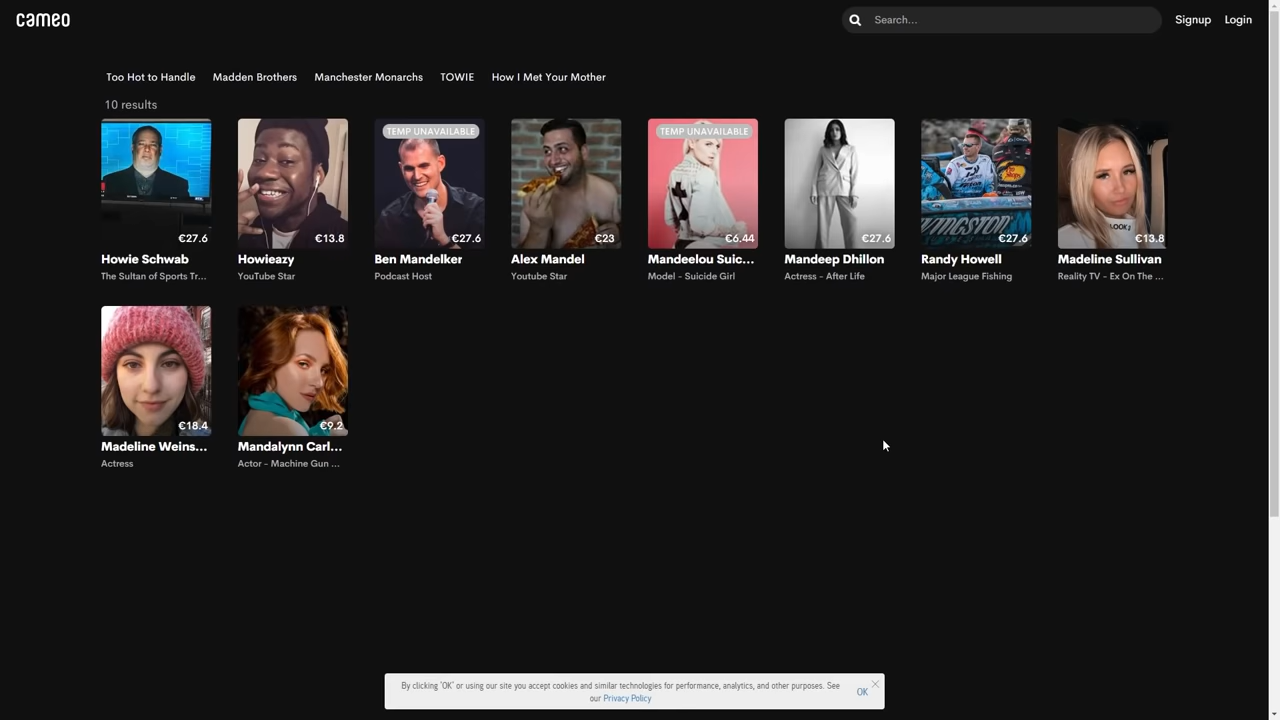 cameo
Search...
Signup
Login
Too Hot to Handle
Madden Brothers
Manchester Monarchs
TOWIE
How I Met Your Mother
10 results
€27.6
€13.8
TEMP UNAVAILABLE
€27.6
€23
TEMP UNAVAILABLE
€6.44
€27.6
€27.6
€13.8
Howie Schwab
Howieazy
Ben Mandelker
Alex Mandel
Mandeelou Suic...
Mandeep Dhillon
Randy Howell
Madeline Sullivan
The Sultan of Sports Tr...
YouTube Star
Podcast Host
Youtube Star
Model - Suicide Girl
Actress - After Life
Major League Fishing
Reality TV - Ex On The ...
€18.4
€9.2
Madeline Weins...
Mandalynn Carl...
Actress
Actor - Machine Gun ...
By clicking "OK" or using our site you accept cookies and similar technologies for performance, analytics, and other purposes. See
our Privacy Policy
OK